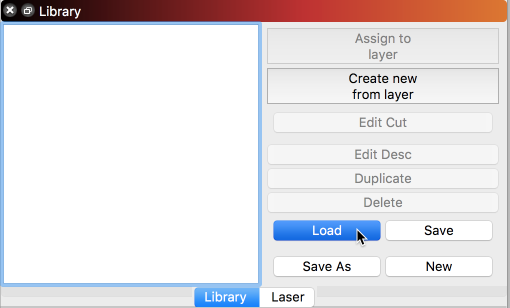 Library
Assign to
layer
Create new
from layer
Edit Cut
Edit Desc
Duplicate
Delete
Load
Save
Save As
New
Library
Laser